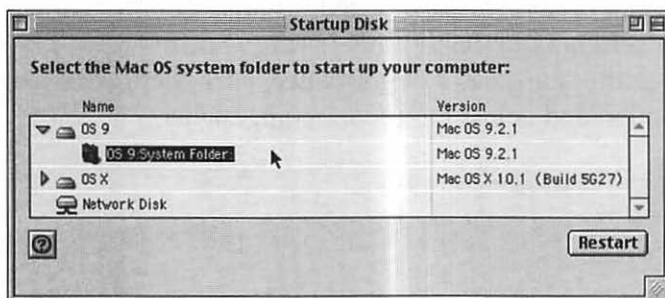 Startup Disk
Select the Mac OS system folder to start up your computer:
Name Version
OS 9 Mac OS 9.2.1
OS 9 System Folder Mac OS 9.2.1
OS X Mac OS X 10.1 (Build 5G27)
Network Disk
? Restart